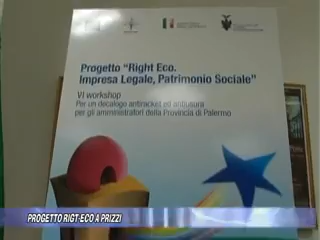 Progetto "Right Eco.
Impresa Legale, Patrimonio Sociale"
VI workshop
Per un decalogo antiracket ed antiusura
per gli amministratori della Provincia di Palermo
PROGETTO RIGT-ECO A PRIZZI